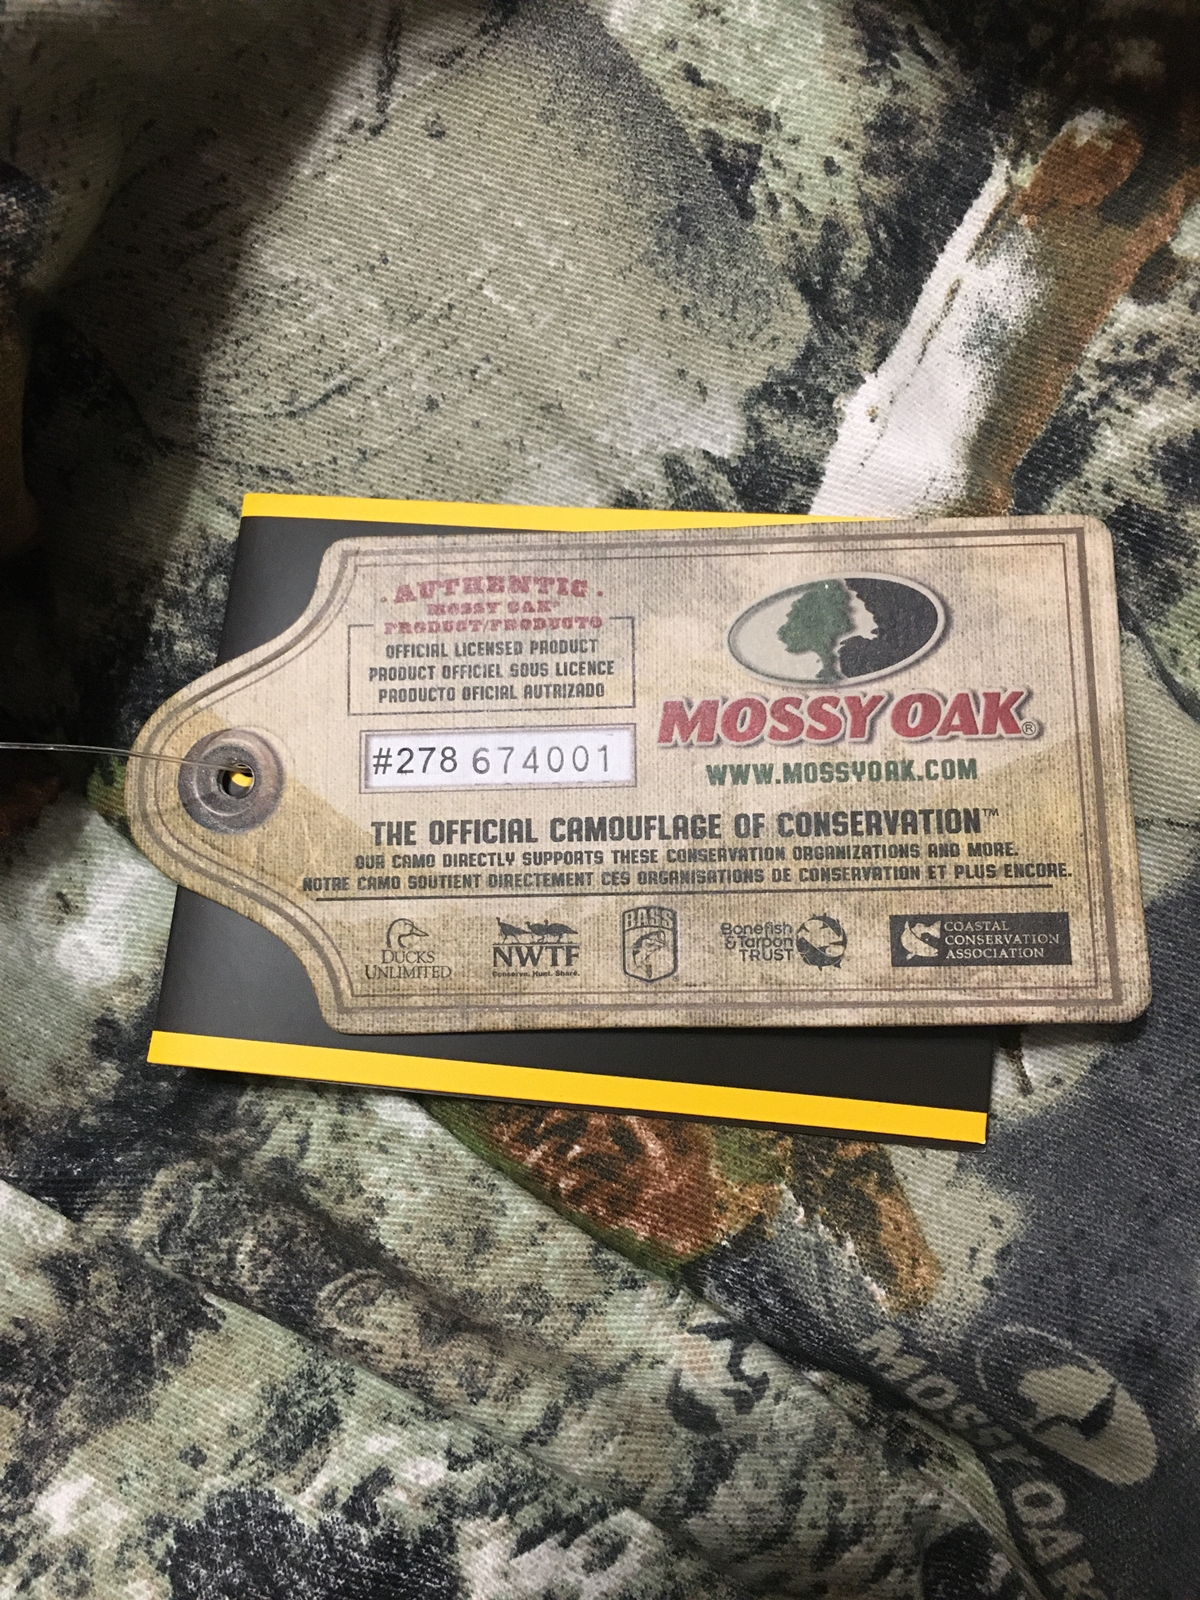 . AUTHENTIC .
MOSSY OAK®
PRODUCT/PRODUCTO
OFFICIAL LICENSED PRODUCT
PRODUCT OFFICIEL SOUS LICENCE
PRODUCTO OFICIAL AUTRIZADO
#278 674001
MOSSY OAK®
WWW.MOSSYOAK.COM
THE OFFICIAL CAMOUFLAGE OF CONSERVATION™
OUR CAMO DIRECTLY SUPPORTS THESE CONSERVATION ORGANIZATIONS AND MORE.
NOTRE CAMO SOUTIENT DIRECTEMENT CES ORGANISATIONS DE CONSERVATION ET PLUS ENCORE.
DUCKS
UNLIMITED
NWTF
Conserve. Hunt. Share.
BASS
Bonefish
& Tarpon
TRUST
COASTAL
CONSERVATION
ASSOCIATION
MOSSY OAK